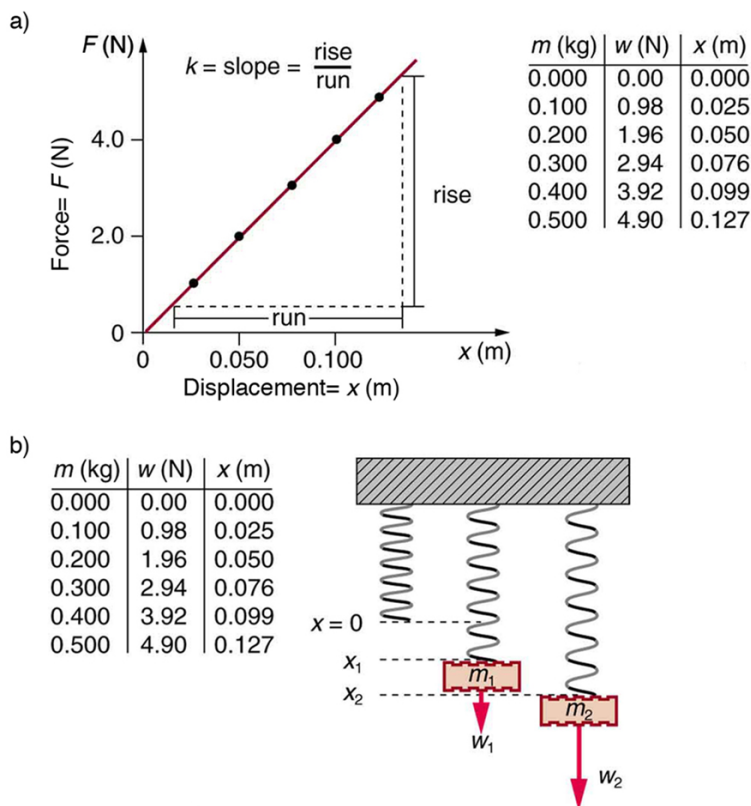 a)
F (N)
k = slope = rise
run
4.0
2.0
0
Force= F (N)
rise
run
0
0.050
0.100
x (m)
Displacement= x (m)
m (kg) w (N) x (m)
0.000 0.00 0.000
0.100 0.98 0.025
0.200 1.96 0.050
0.300 2.94 0.076
0.400 3.92 0.099
0.500 4.90 0.127
b)
m (kg) w (N) x (m)
0.000 0.00 0.000
0.100 0.98 0.025
0.200 1.96 0.050
0.300 2.94 0.076
0.400 3.92 0.099
0.500 4.90 0.127
x = 0
x₁
x₂
m₁
m₂
w₁
w₂